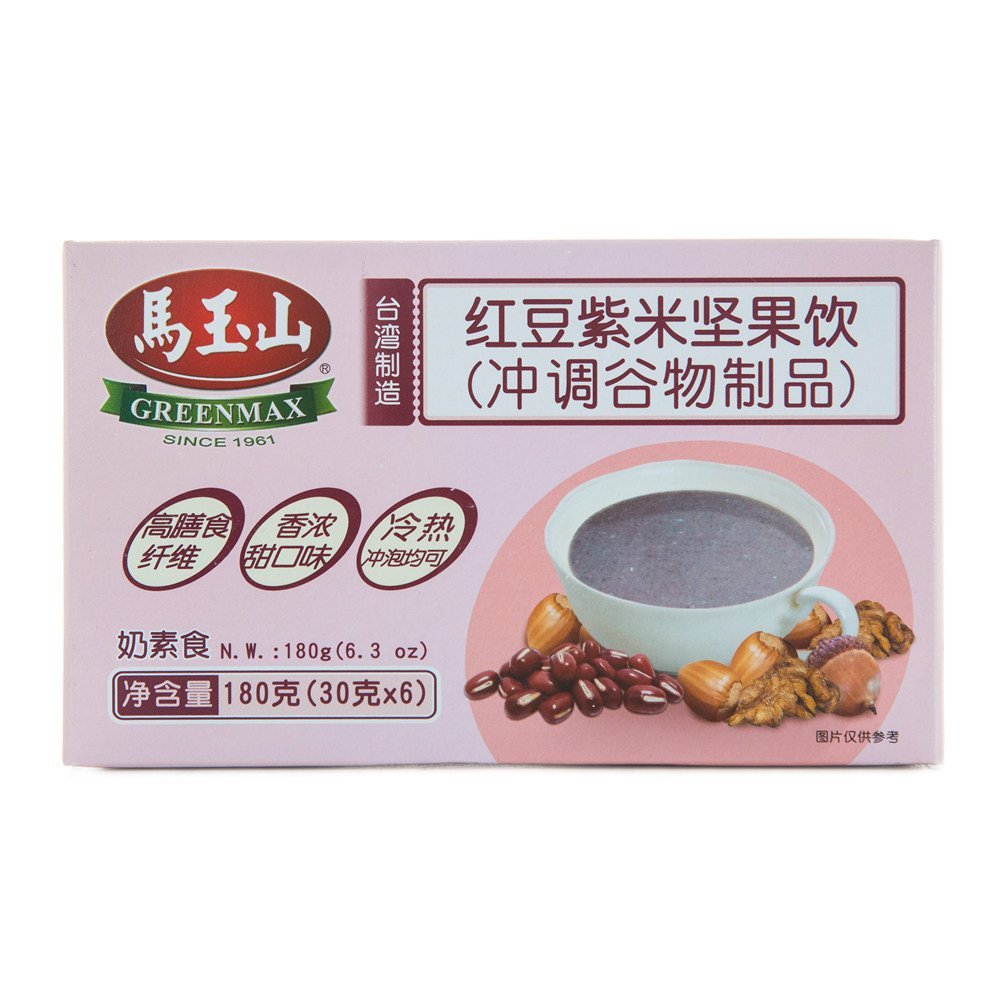 馬玉山
®
GREENMAX
SINCE 1961
台湾制造
红豆紫米坚果饮
(冲调谷物制品)
高膳食
纤维
香浓
甜口味
冷热
冲泡均可
奶素食 N.W.:180g(6.3 oz)
净含量 180克(30克x6)
图片仅供参考